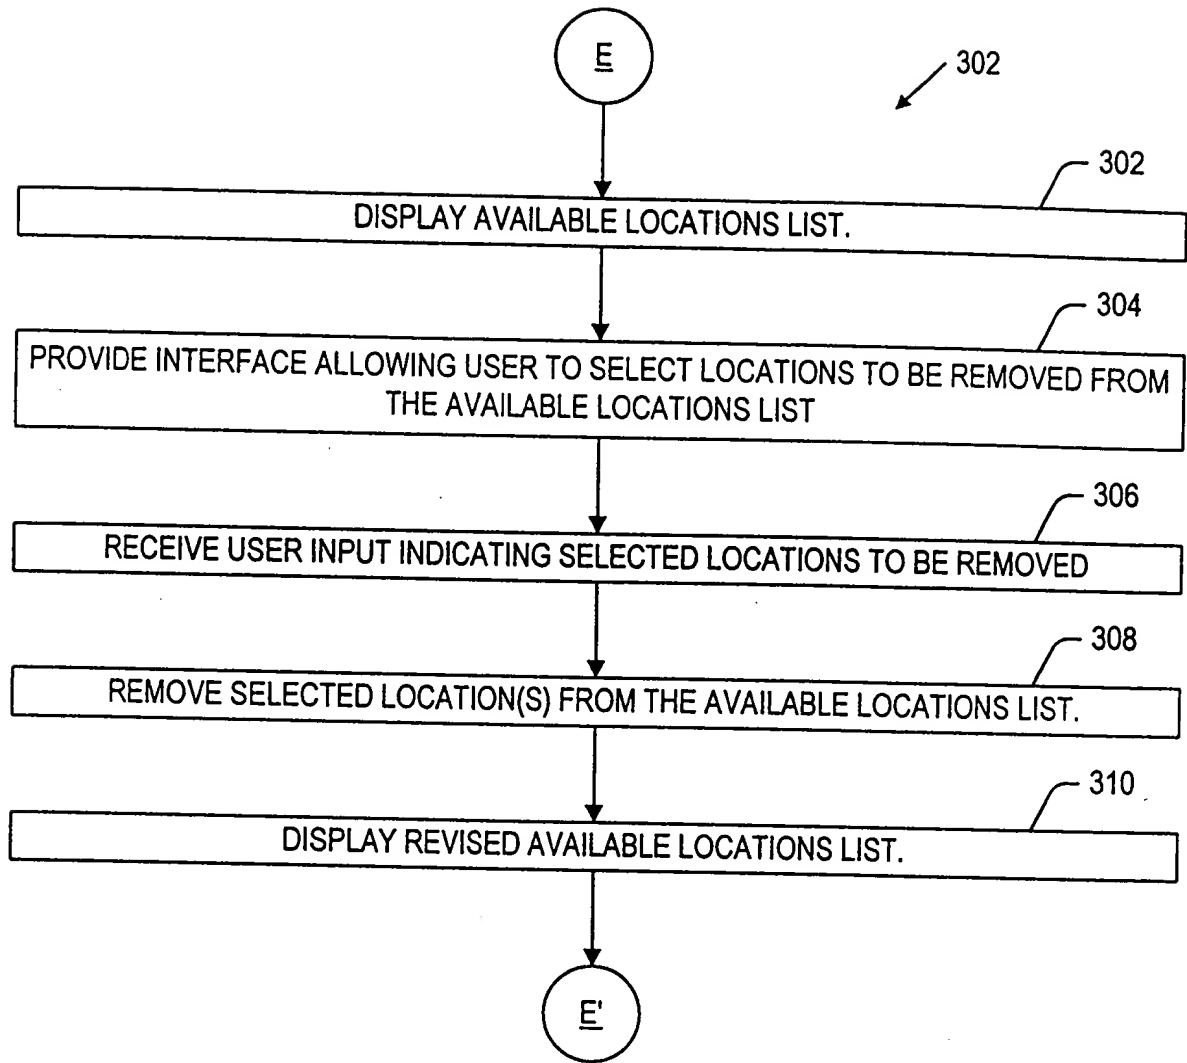 E
302
302
DISPLAY AVAILABLE LOCATIONS LIST.
304
PROVIDE INTERFACE ALLOWING USER TO SELECT LOCATIONS TO BE REMOVED FROM
THE AVAILABLE LOCATIONS LIST
306
RECEIVE USER INPUT INDICATING SELECTED LOCATIONS TO BE REMOVED
308
REMOVE SELECTED LOCATION(S) FROM THE AVAILABLE LOCATIONS LIST.
310
DISPLAY REVISED AVAILABLE LOCATIONS LIST.
E'